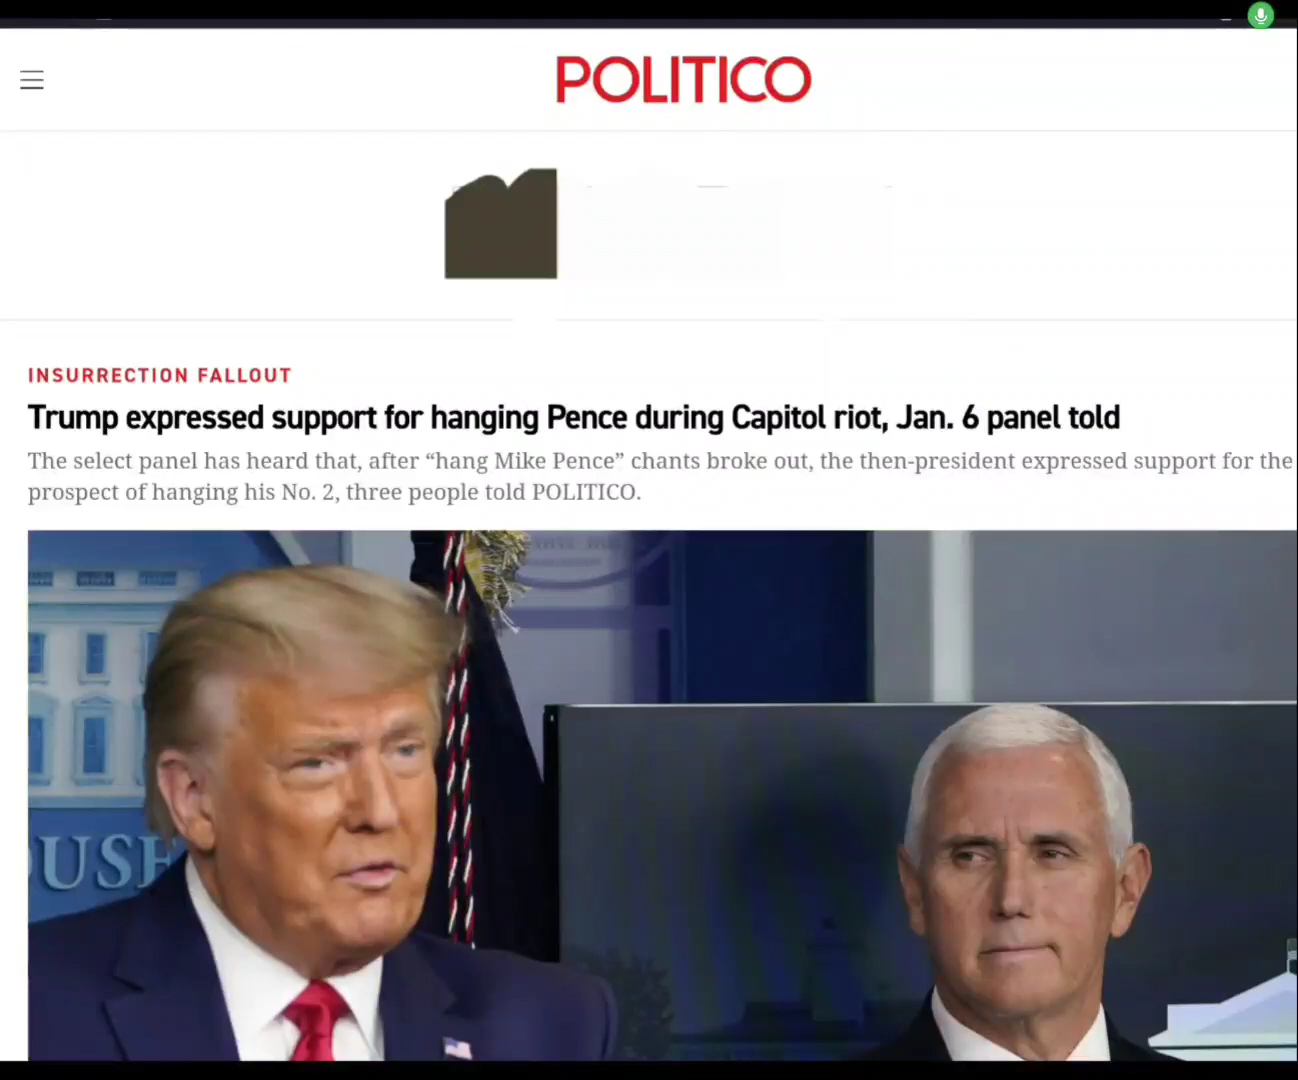 POLITICO
INSURRECTION FALLOUT
Trump expressed support for hanging Pence during Capitol riot, Jan. 6 panel told
The select panel has heard that, after “hang Mike Pence” chants broke out, the then-president expressed support for the
prospect of hanging his No. 2, three people told POLITICO.
OUSE